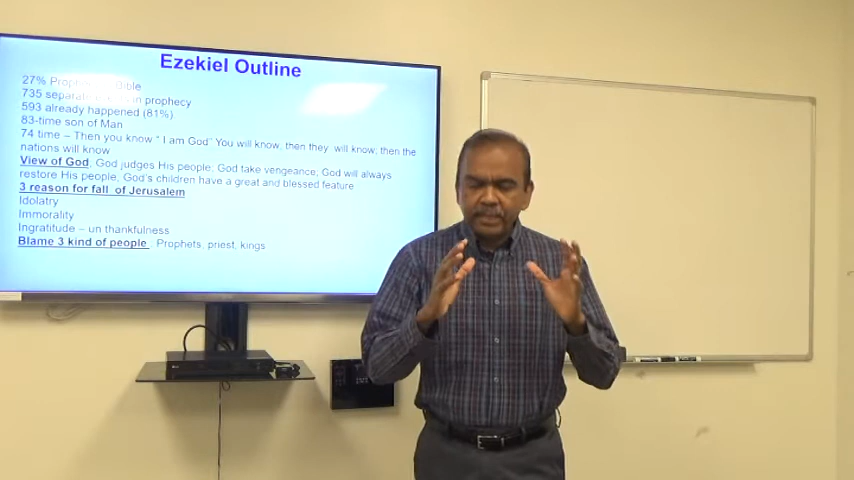 Ezekiel Outline
27% Bible
735 in prophecy
593 already happened (81%).
83-time son of Man
74 time – Then you know “ I am God” You will know, then they will know; then the
nations will know
View of God; God judges His people; God take vengeance; God will always
restore His people, God's children have a great and blessed feature
3 reason for fall of Jerusalem
Idolatry
Immorality
Ingratitude – un thankfulness
Blame 3 kind of people : Prophets, priest, kings